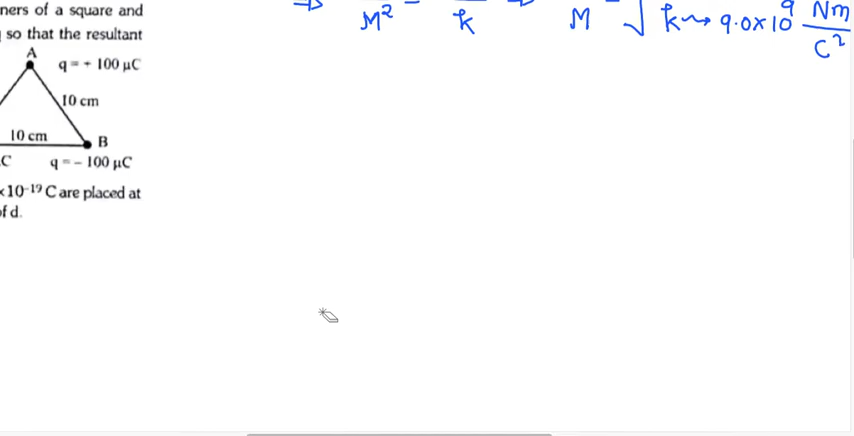 ners of a square and
so that the resultant
A
q = + 100 µC
10 cm
10 cm
B
C q = – 100 µC
×10⁻¹⁹ C are placed at
of d.
⇒ M² = k ⇒ M = √ k → 9.0×10⁹ Nm
C²